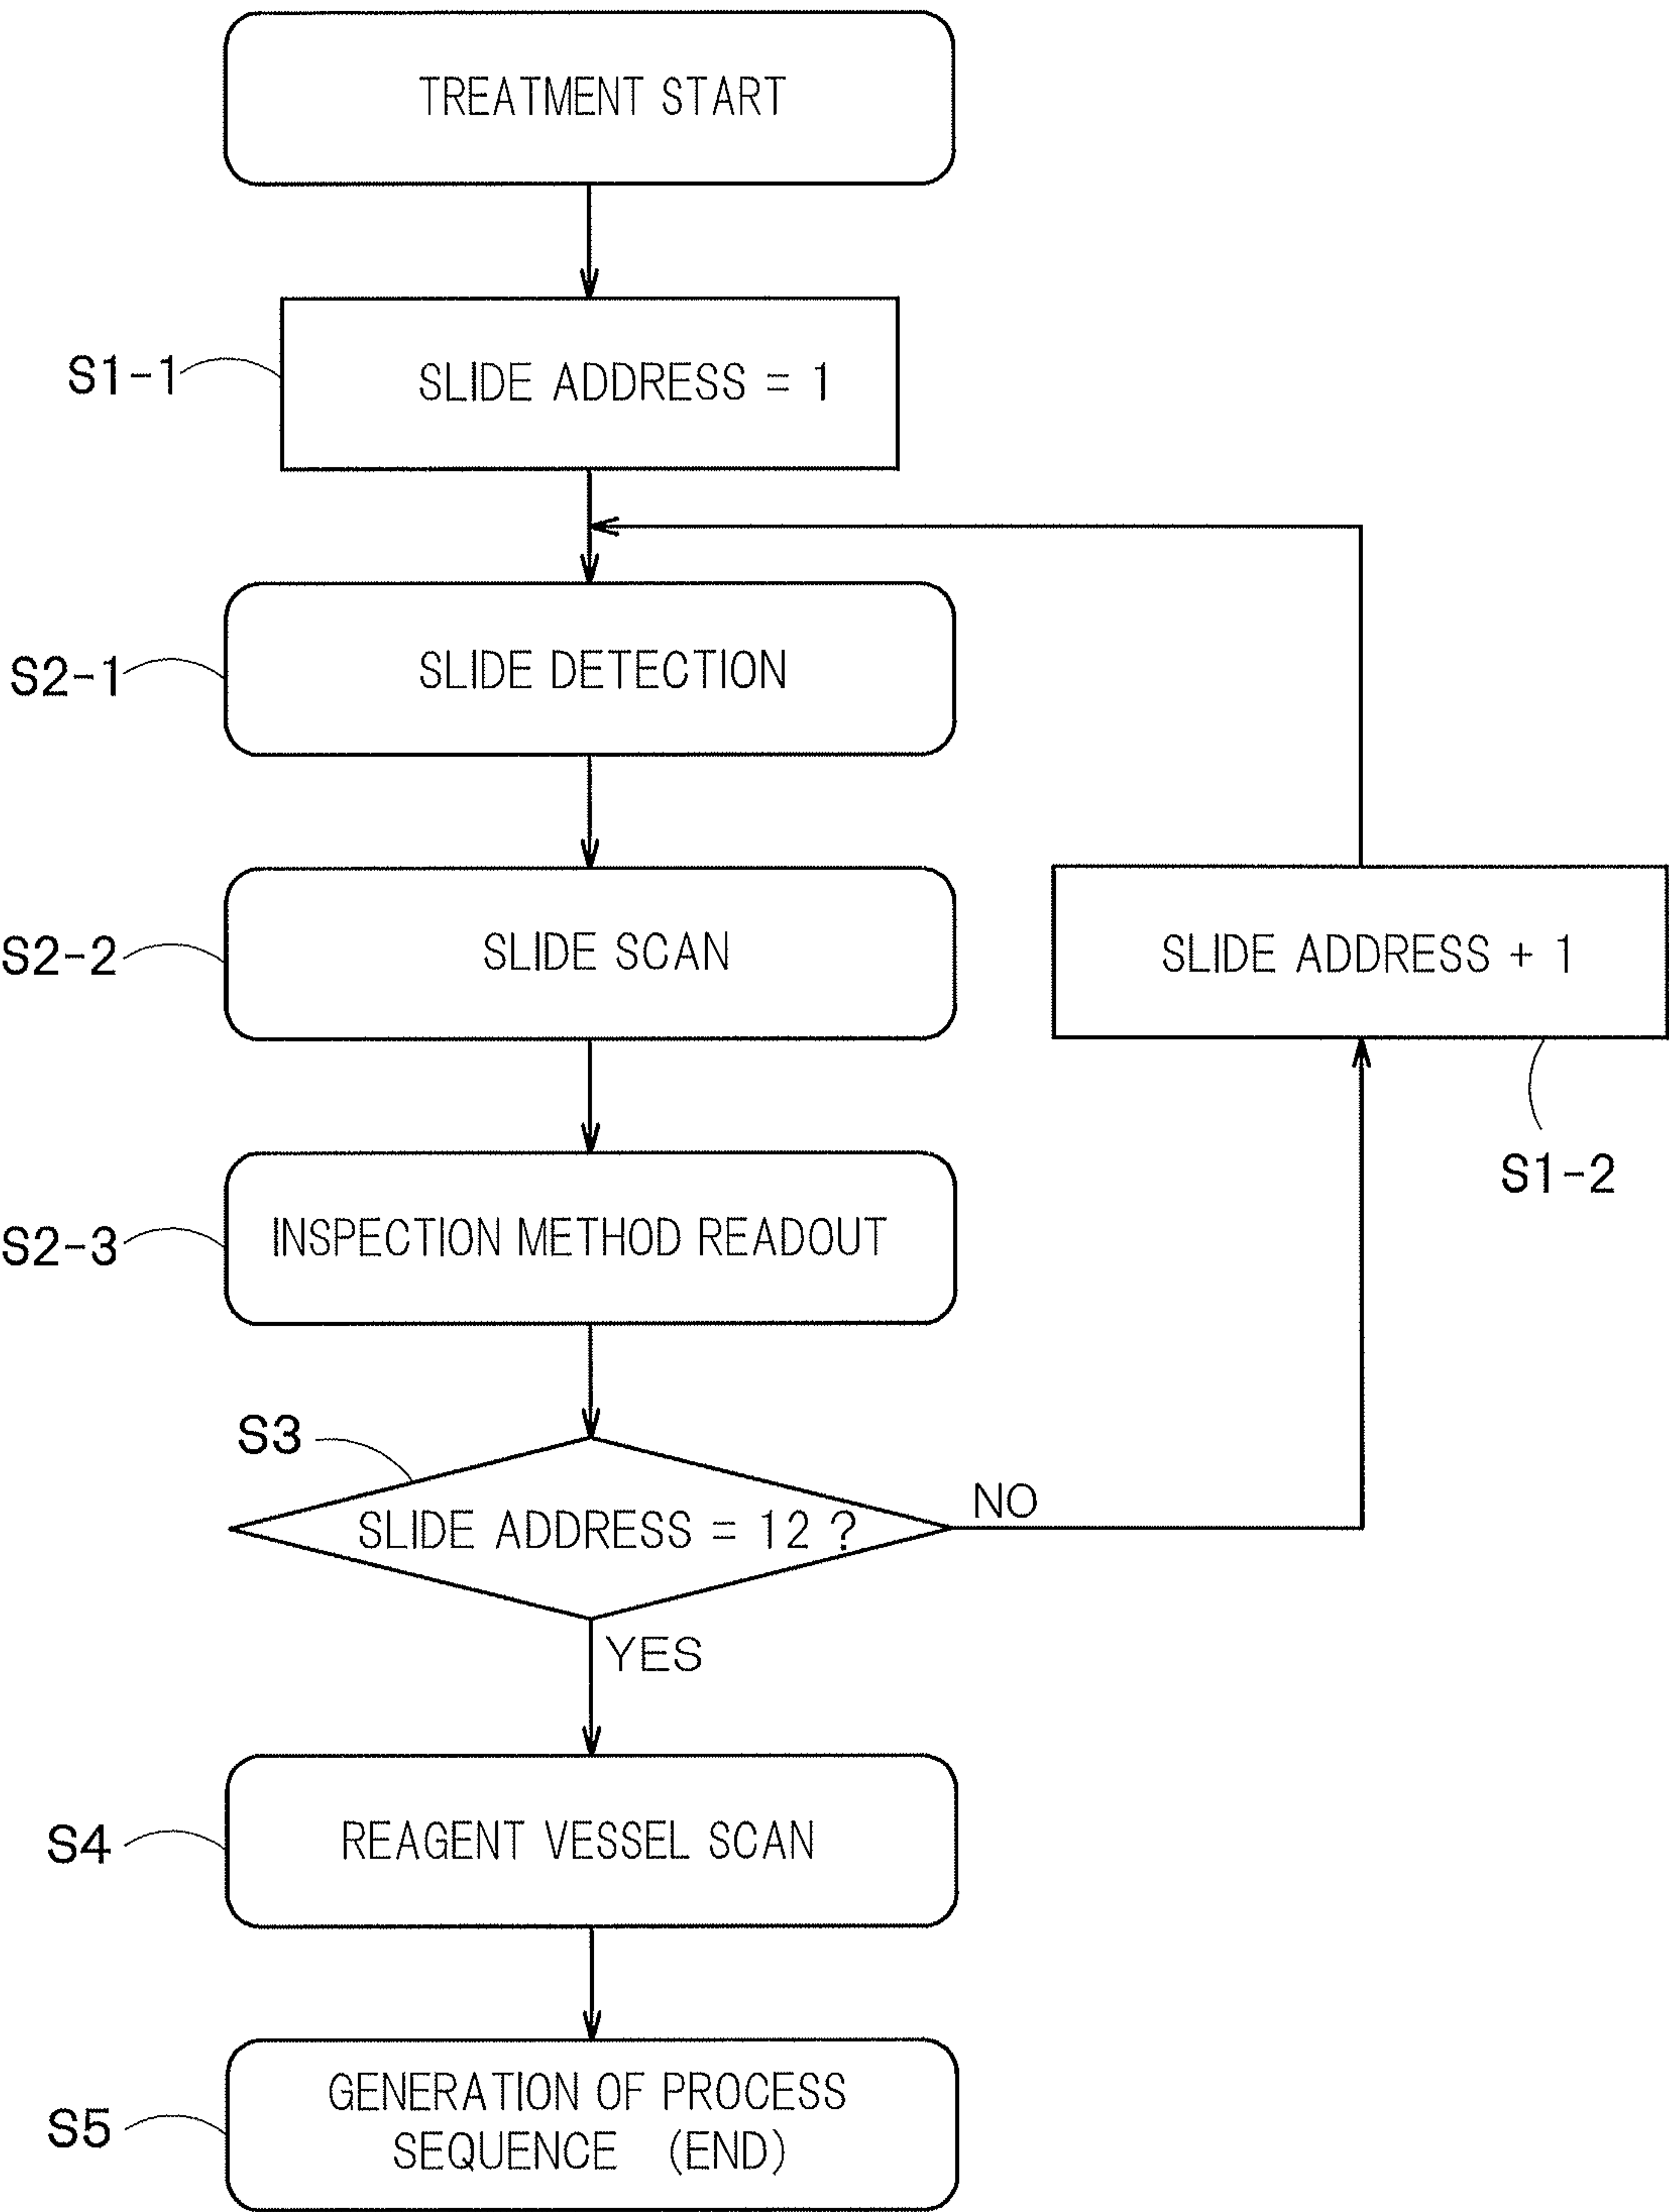 TREATMENT START
S1-1
SLIDE ADDRESS = 1
S2-1
SLIDE DETECTION
S2-2
SLIDE SCAN
SLIDE ADDRESS + 1
S1-2
S2-3
INSPECTION METHOD READOUT
S3
SLIDE ADDRESS = 12 ?
NO
YES
S4
REAGENT VESSEL SCAN
S5
GENERATION OF PROCESS
SEQUENCE (END)